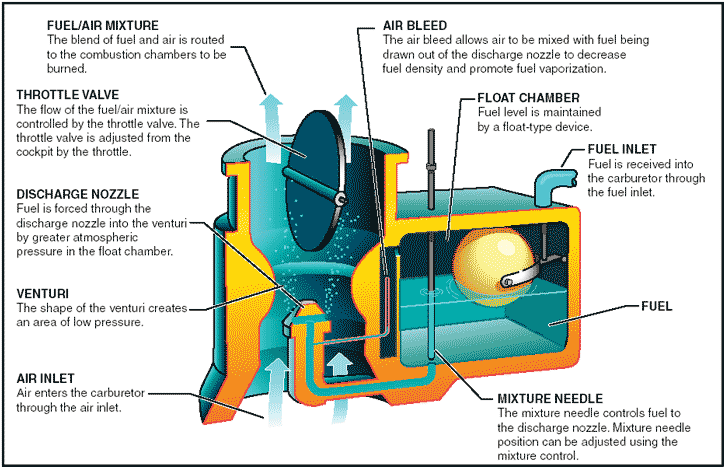 FUEL/AIR MIXTURE
The blend of fuel and air is routed
to the combustion chambers to be
burned.
THROTTLE VALVE
The flow of the fuel/air mixture is
controlled by the throttle valve. The
throttle valve is adjusted from the
cockpit by the throttle.
DISCHARGE NOZZLE
Fuel is forced through the
discharge nozzle into the venturi
by greater atmospheric
pressure in the float chamber.
VENTURI
The shape of the venturi creates
an area of low pressure.
AIR INLET
Air enters the carburetor
through the air inlet.
AIR BLEED
The air bleed allows air to be mixed with fuel being
drawn out of the discharge nozzle to decrease
fuel density and promote fuel vaporization.
FLOAT CHAMBER
Fuel level is maintained
by a float-type device.
FUEL INLET
Fuel is received into
the carburetor through
the fuel inlet.
FUEL
MIXTURE NEEDLE
The mixture needle controls fuel to
the discharge nozzle. Mixture needle
position can be adjusted using the
mixture control.